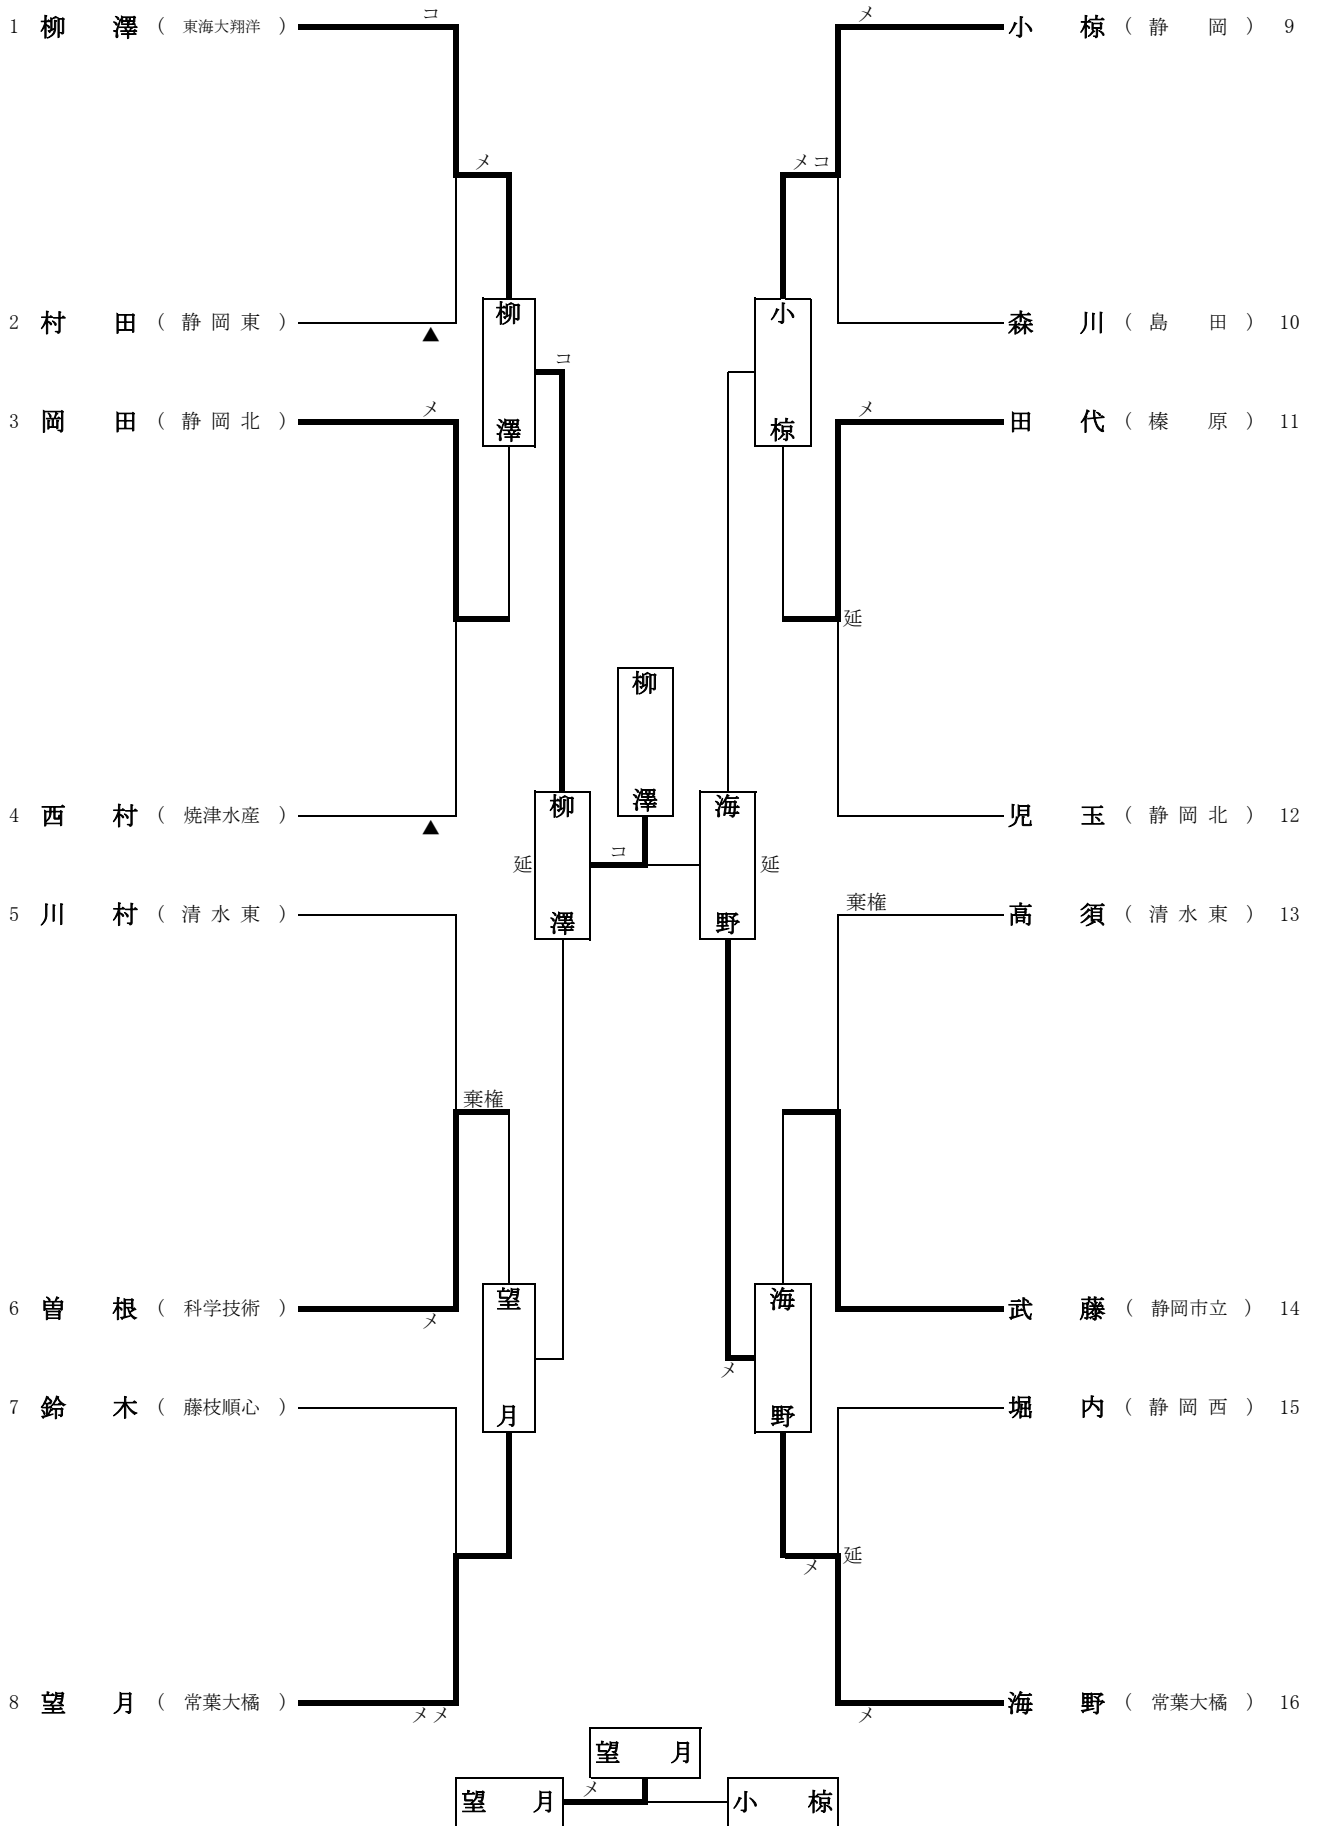 コ メ
1 柳 澤 ( 東海大翔洋 ) 小 椋 ( 静 岡 ) 9
メ メコ
2 村 田 ( 静岡東 ) 柳 小 森 川 ( 島 田 ) 10
▲
コ
メ メ
3 岡 田 ( 静岡北 ) 澤 椋 田 代 ( 榛 原 ) 11
延
柳
4 西 村 ( 焼津水産 ) 柳 澤 海 児 玉 ( 静岡北 ) 12
▲
延 コ 延
棄権
5 川 村 ( 清水東 ) 澤 野 高 須 ( 清水東 ) 13
棄権
6 曽 根 ( 科学技術 ) 望 海 武 藤 ( 静岡市立 ) 14
メ
メ
7 鈴 木 ( 藤枝順心 ) 月 野 堀 内 ( 静岡西 ) 15
延
メ
8 望 月 ( 常葉大橘 ) 海 野 ( 常葉大橘 ) 16
メメ メ
望 月
メ
望 月 小 椋